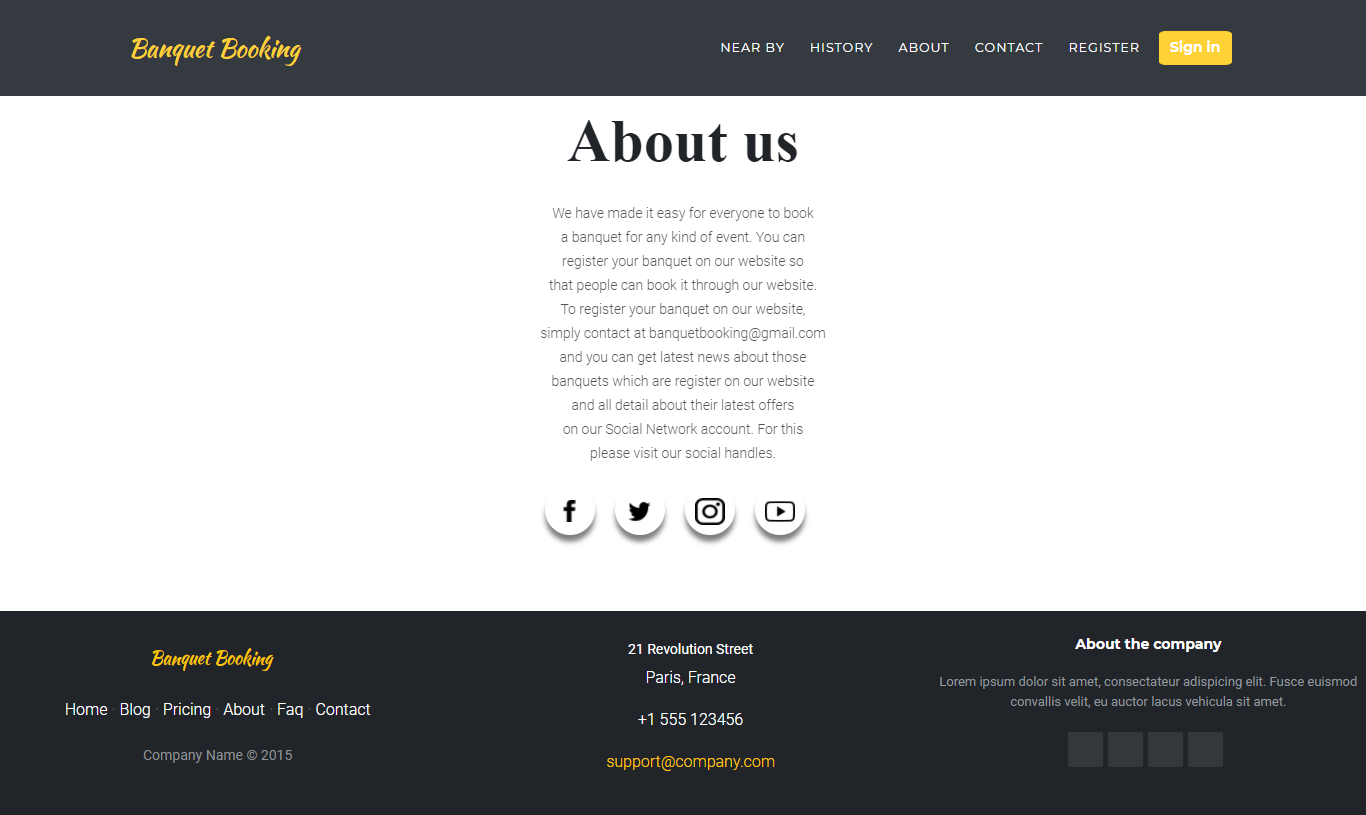 Banquet Booking
NEAR BY HISTORY ABOUT CONTACT REGISTER Sign in
About us
We have made it easy for everyone to book
a banquet for any kind of event. You can
register your banquet on our website so
that people can book it through our website.
To register your banquet on our website,
simply contact at banquetbooking@gmail.com
and you can get latest news about those
banquets which are register on our website
and all detail about their latest offers
on our Social Network account. For this
please visit our social handles.
Banquet Booking
Home · Blog · Pricing · About · Faq · Contact
Company Name © 2015
21 Revolution Street
Paris, France
+1 555 123456
support@company.com
About the company
Lorem ipsum dolor sit amet, consectateur adispicing elit. Fusce euismod
convallis velit, eu auctor lacus vehicula sit amet.